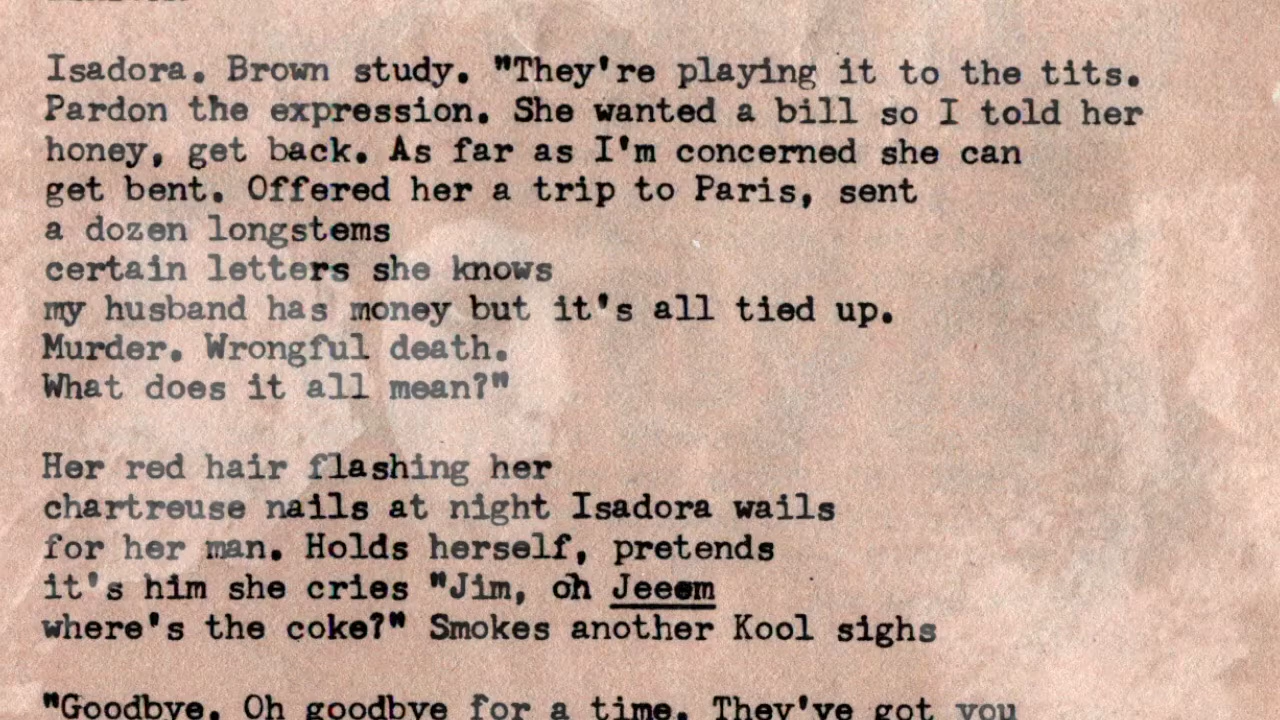 Isadora. Brown study. "They're playing it to the tits.
Pardon the expression. She wanted a bill so I told her
honey, get back. As far as I'm concerned she can
get bent. Offered her a trip to Paris, sent
a dozen longstems
certain letters she knows
my husband has money but it's all tied up.
Murder. Wrongful death.
What does it all mean?"
Her red hair flashing her
chartreuse nails at night Isadora wails
for her man. Holds herself, pretends
it's him she cries "Jim, oh Jeeem
where's the coke?" Smokes another Kool sighs
"Goodbye. Oh goodbye for a time. They've got you